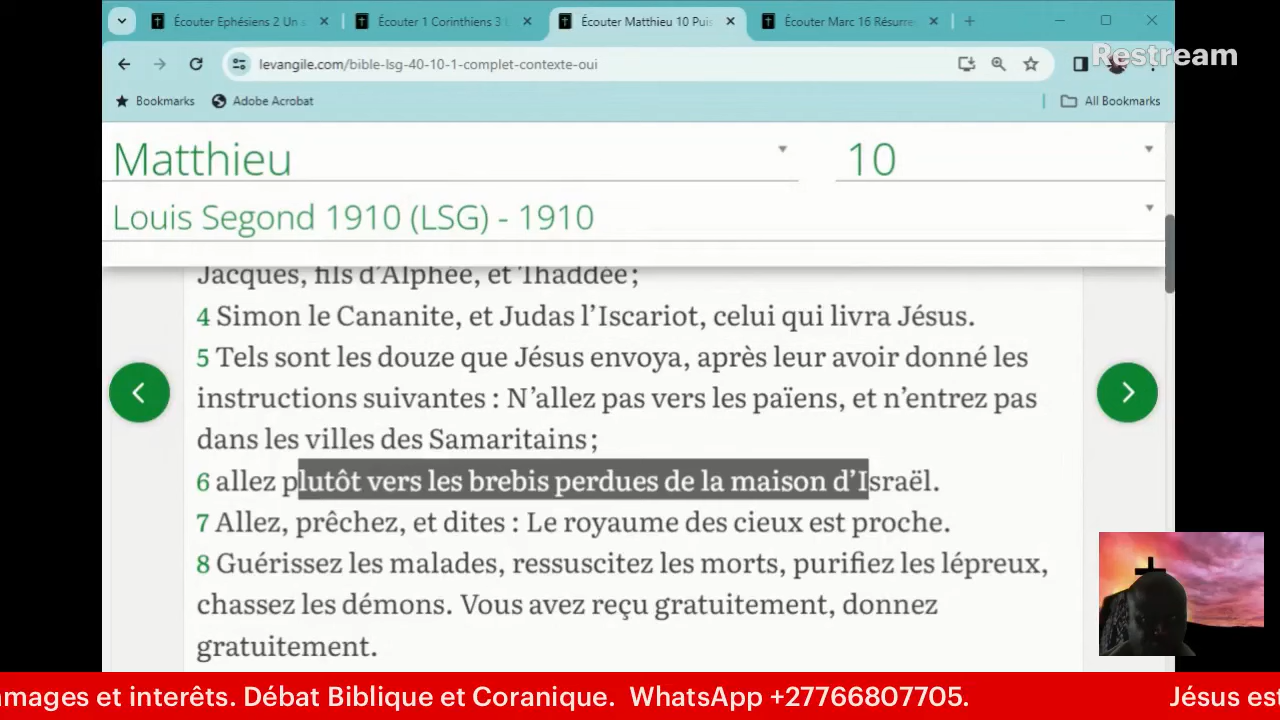 Écouter Ephésiens 2 Un s
Écouter 1 Corinthiens 3
Écouter Matthieu 10 Puis
Écouter Marc 16 Résurre
levangile.com/bible-lsg-40-10-1-complet-contexte-oui
Restream
Bookmarks
Adobe Acrobat
All Bookmarks
Matthieu
10
Louis Segond 1910 (LSG) - 1910
Jacques, fils d’Alphée, et Thaddée ;
4 Simon le Cananite, et Judas l’Iscariot, celui qui livra Jésus.
5 Tels sont les douze que Jésus envoya, après leur avoir donné les
instructions suivantes : N’allez pas vers les païens, et n’entrez pas
dans les villes des Samaritains ;
6 allez plutôt vers les brebis perdues de la maison d’Israël.
7 Allez, prêchez, et dites : Le royaume des cieux est proche.
8 Guérissez les malades, ressuscitez les morts, purifiez les lépreux,
chassez les démons. Vous avez reçu gratuitement, donnez
gratuitement.
mages et interêts. Débat Biblique et Coranique. WhatsApp +27766807705.
Jésus est